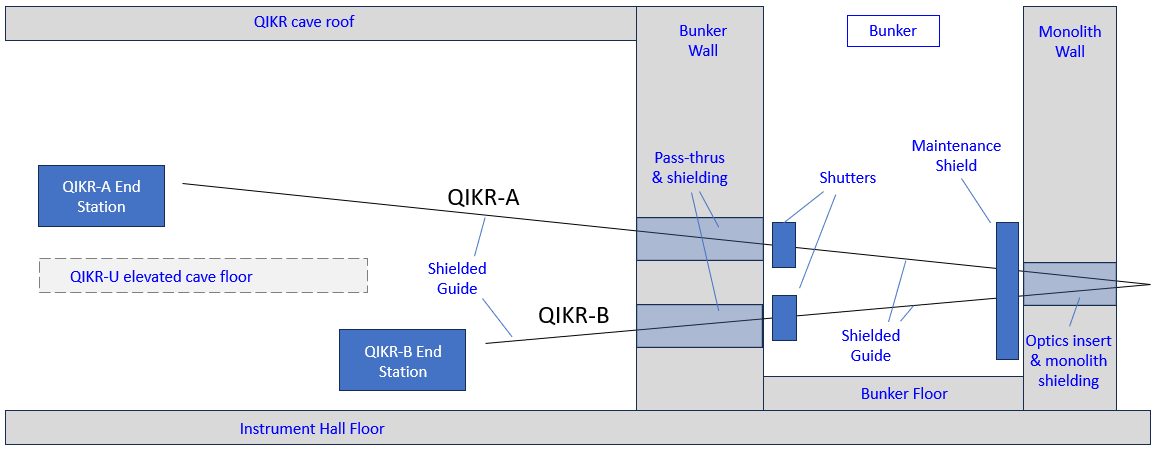 QIKR cave roof
Bunker
Wall
Bunker
Monolith
Wall
Maintenance
Shield
Pass-thrus
& shielding
Shutters
QIKR-A End
Station
QIKR-A
QIKR-U elevated cave floor
Shielded
Guide
QIKR-B
QIKR-B End
Station
Shielded
Guide
Optics insert
& monolith
shielding
Bunker Floor
Instrument Hall Floor